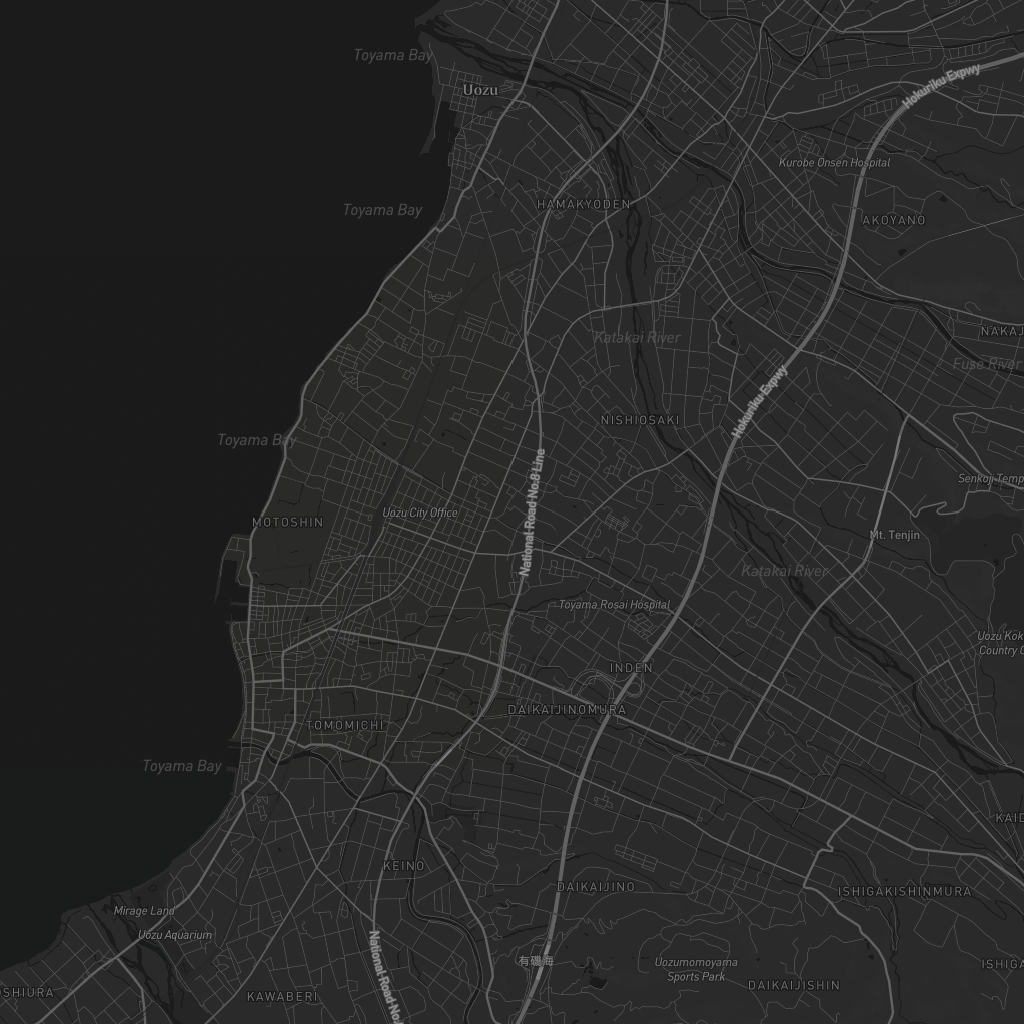 Toyama Bay
Hokuriku Expwy
Uozu
Kurobe Onsen Hospital
Toyama Bay
HAMAKYODEN
AKOYANO
Katakai River
NAKAJ
Fuse River
Hokuriku Expwy
NISHIOSAKI
Toyama Bay
Senkoji Temp
National Road No.8 Line
Uozu City Office
MOTOSHIN
Mt. Tenjin
Katakai River
Toyama Rosai Hospital
Uozu Kok
Country C
INDEN
DAIKAIJINOMURA
TOMOMICHI
Toyama Bay
KAID
KEINO
DAIKAIJINO
ISHIGAKISHINMURA
Mirage Land
Uozu Aquarium
National Road No.
有磯海
Uozumomoyama
Sports Park
ISHIGA
DAIKAIJISHIN
OSHIURA
KAWABERI